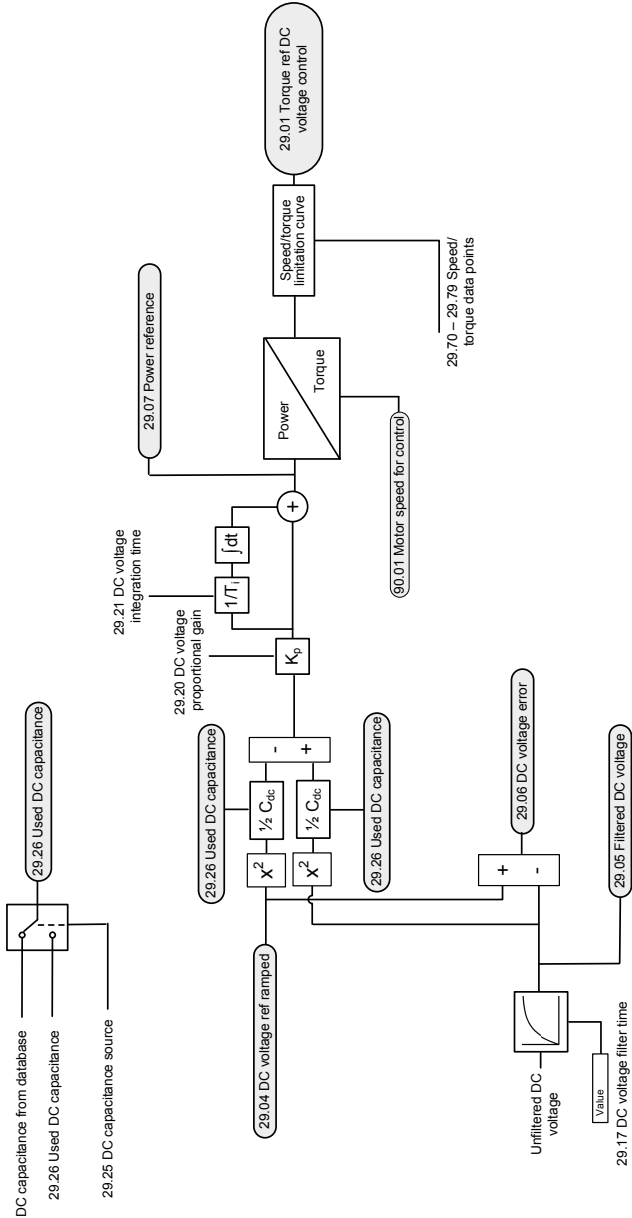 DC capacitance from database
29.26 Used DC capacitance
29.26 Used DC capacitance
29.25 DC capacitance source
29.21 DC voltage
integration time
29.20 DC voltage
proportional gain
29.07 Power reference
29.26 Used DC capacitance
29.04 DC voltage ref ramped
x²
½ Cdc
-
x²
½ Cdc
+
29.26 Used DC capacitance
Kp
1/Ti
∫dt
+
Power
Torque
Speed/torque
limitation curve
29.01 Torque ref DC
voltage control
90.01 Motor speed for control
29.70 – 29.79 Speed/
torque data points
+
-
29.06 DC voltage error
Unfiltered DC
voltage
29.05 Filtered DC voltage
Value
29.17 DC voltage filter time